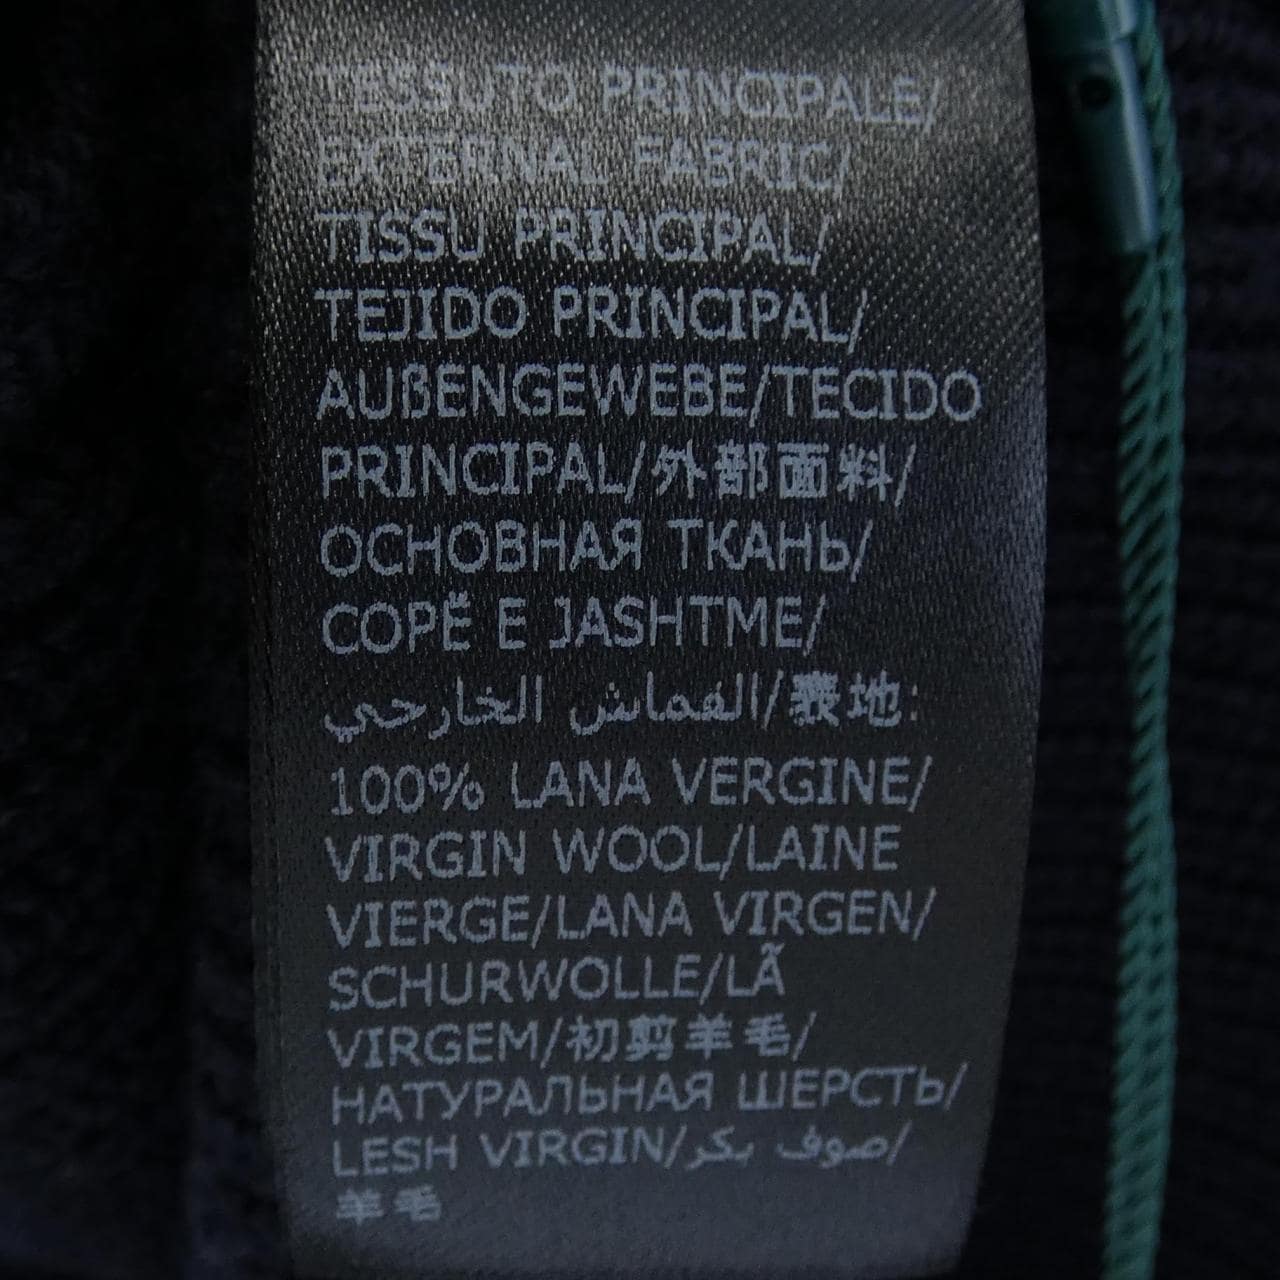 TESSUTO PRINCIPALE/
EXTERNAL FABRIC/
TISSU PRINCIPAL/
TEJIDO PRINCIPAL/
AUßENGEWEBE/TECIDO
PRINCIPAL/外部面料/
ОСНОВНАЯ ТКАНЬ/
COPË E JASHTME/
القماش الخارجي/表地:
100% LANA VERGINE/
VIRGIN WOOL/LAINE
VIERGE/LANA VIRGEN/
SCHURWOLLE/LÃ
VIRGEM/初剪羊毛/
НАТУРАЛЬНАЯ ШЕРСТЬ/
LESH VIRGIN/صوف بكر/
羊毛